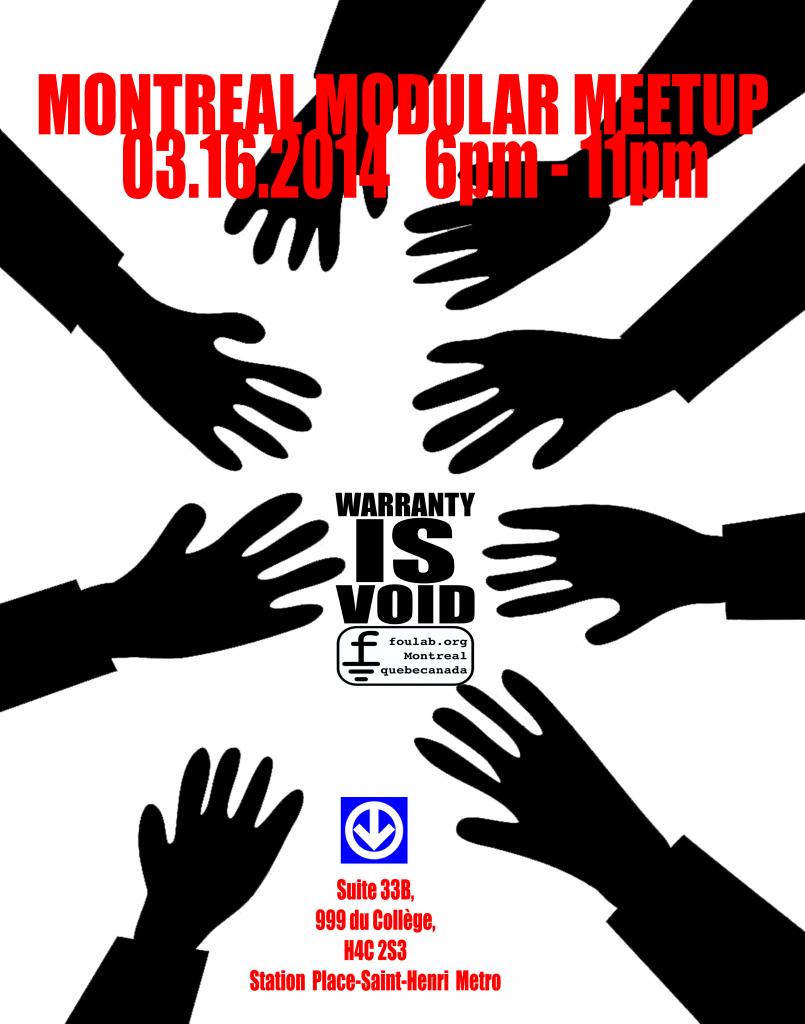 MONTREAL MODULAR MEETUP
03.16.2014 6pm - 11pm
WARRANTY
IS
VOID
f foulab.org
Montreal
quebecanada
Suite 33B,
999 du Collège,
H4C 2S3
Station Place-Saint-Henri Metro